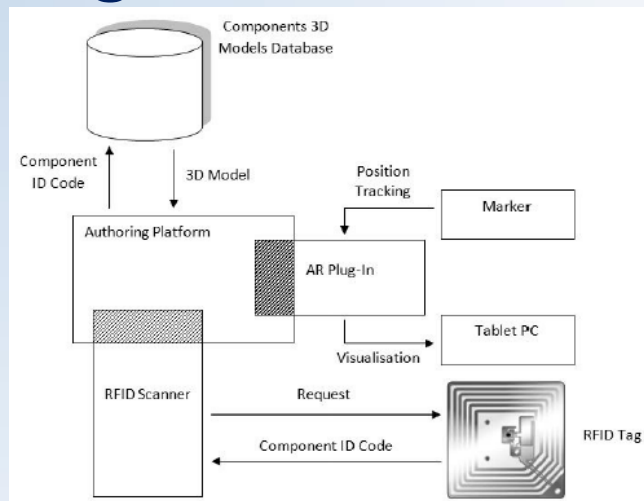 Components 3D
Models Database
Component
ID Code
3D Model
Position
Tracking
Marker
Authoring Platform
AR Plug-In
Tablet PC
Visualisation
RFID Scanner
Request
RFID Tag
Component ID Code